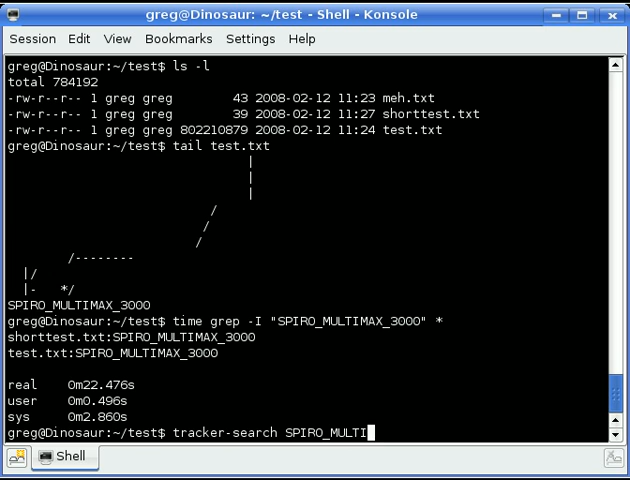 greg@Dinosaur: ~/test - Shell - Konsole
Session Edit View Bookmarks Settings Help
greg@Dinosaur:~/test$ ls -l
total 784192
-rw-r--r-- 1 greg greg        43 2008-02-12 11:23 meh.txt
-rw-r--r-- 1 greg greg        39 2008-02-12 11:27 shorttest.txt
-rw-r--r-- 1 greg greg 802210879 2008-02-12 11:24 test.txt
greg@Dinosaur:~/test$ tail test.txt
                                |
                                |
                                |
                           /
                          /
                         /
        /--------
  |/
  |-   */
SPIRO_MULTIMAX_3000
greg@Dinosaur:~/test$ time grep -I "SPIRO_MULTIMAX_3000" *
shorttest.txt:SPIRO_MULTIMAX_3000
test.txt:SPIRO_MULTIMAX_3000
real    0m22.476s
user    0m0.496s
sys     0m2.860s
greg@Dinosaur:~/test$ tracker-search SPIRO_MULTI
Shell